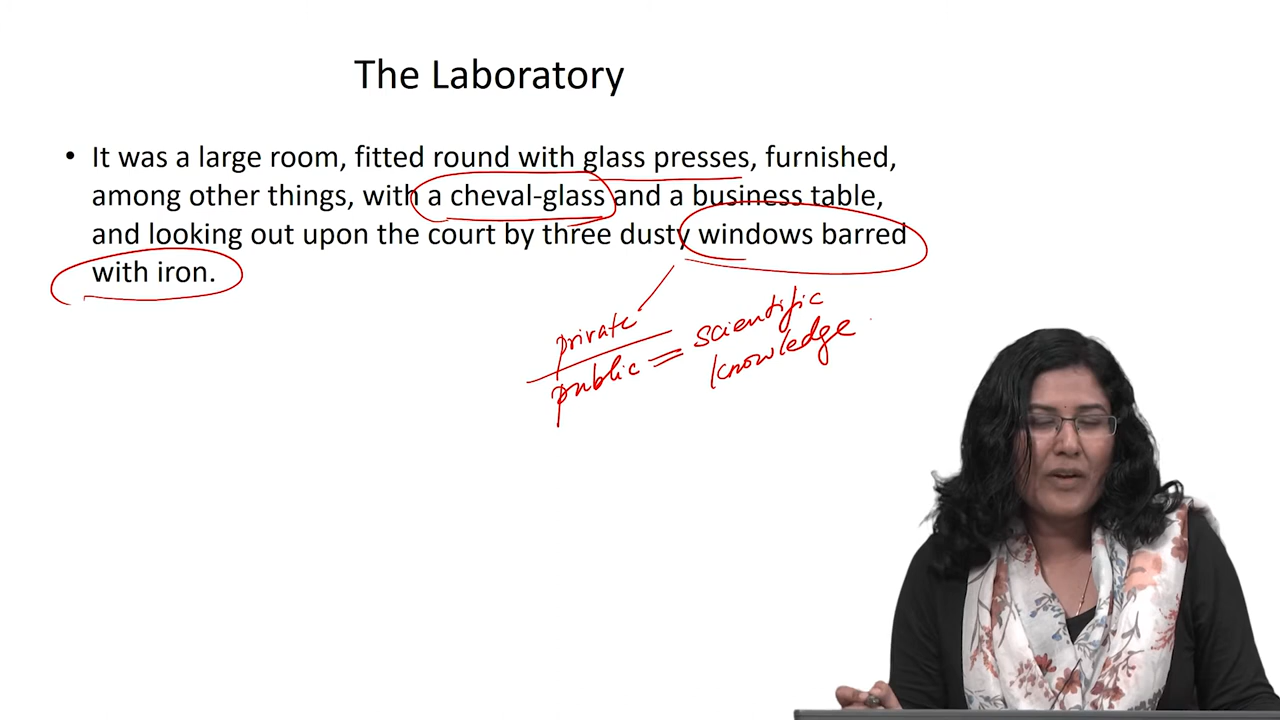 The Laboratory
• It was a large room, fitted round with glass presses, furnished,
among other things, with a cheval-glass and a business table,
and looking out upon the court by three dusty windows barred
with iron.
private
public = scientific
knowledge